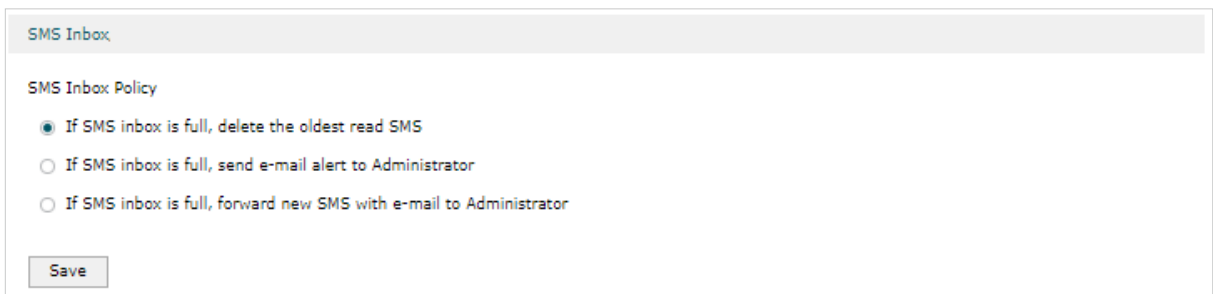 SMS Inbox
SMS Inbox Policy
If SMS inbox is full, delete the oldest read SMS
If SMS inbox is full, send e-mail alert to Administrator
If SMS inbox is full, forward new SMS with e-mail to Administrator
Save